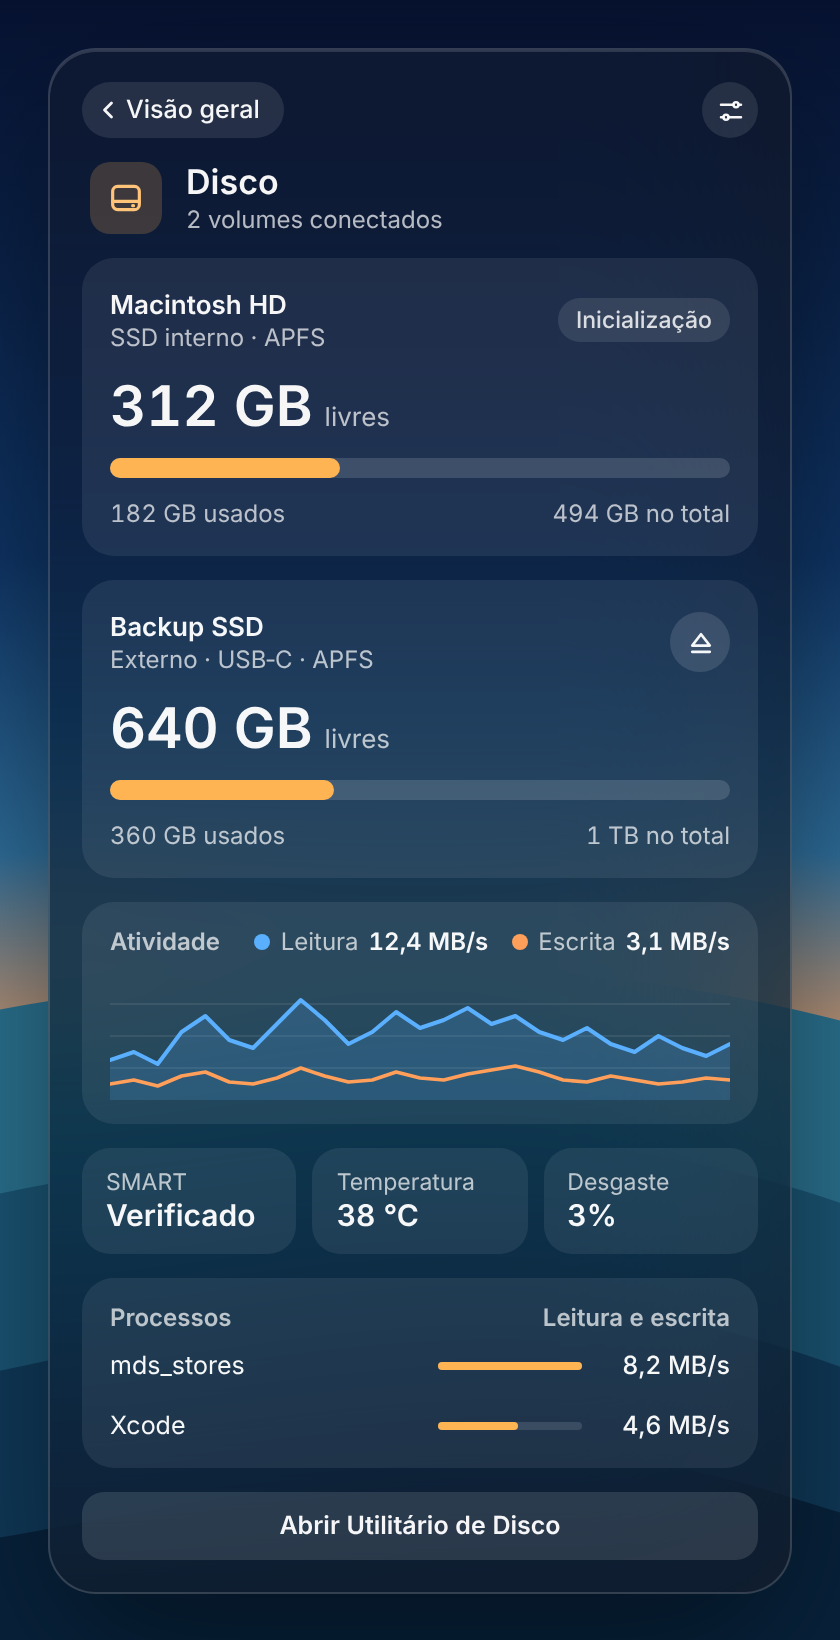 Visão geral
Disco
2 volumes conectados
Macintosh HD
SSD interno · APFS
Inicialização
312 GB livres
182 GB usados
494 GB no total
Backup SSD
Externo · USB-C · APFS
640 GB livres
360 GB usados
1 TB no total
Atividade Leitura 12,4 MB/s Escrita 3,1 MB/s
SMART
Verificado
Temperatura
38 °C
Desgaste
3%
Processos Leitura e escrita
mds_stores 8,2 MB/s
Xcode 4,6 MB/s
Abrir Utilitário de Disco